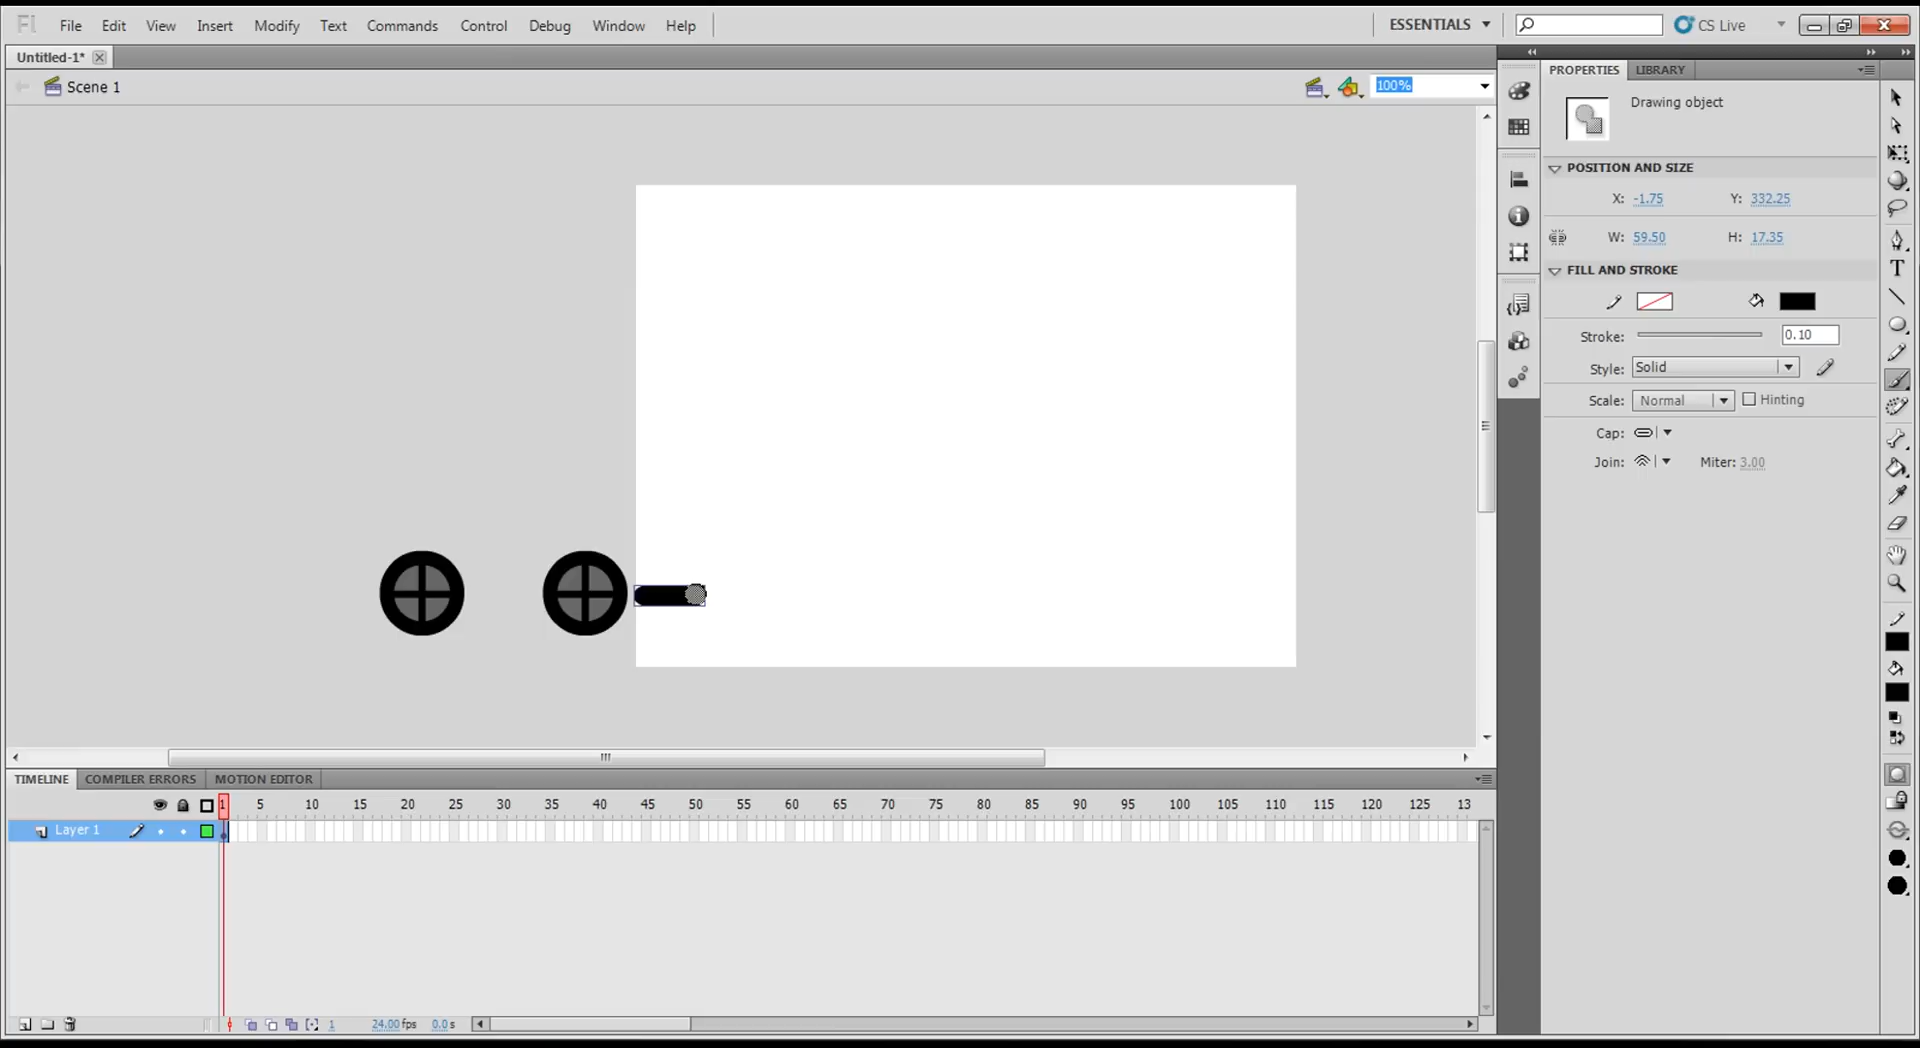 Fl File Edit View Insert Modify Text Commands Control Debug Window Help ESSENTIALS CS Live
Untitled-1*
PROPERTIES LIBRARY
Scene 1
100%
Drawing object
POSITION AND SIZE
X: -1.75 Y: 332.25
W: 59.50 H: 17.35
FILL AND STROKE
Stroke: 0.10
Style: Solid
Scale: Normal Hinting
Cap:
Join: Miter: 3.00
T
TIMELINE COMPILER ERRORS MOTION EDITOR
1 5 10 15 20 25 30 35 40 45 50 55 60 65 70 75 80 85 90 95 100 105 110 115 120 125 13
Layer 1
1 24.00 fps 0.0 s